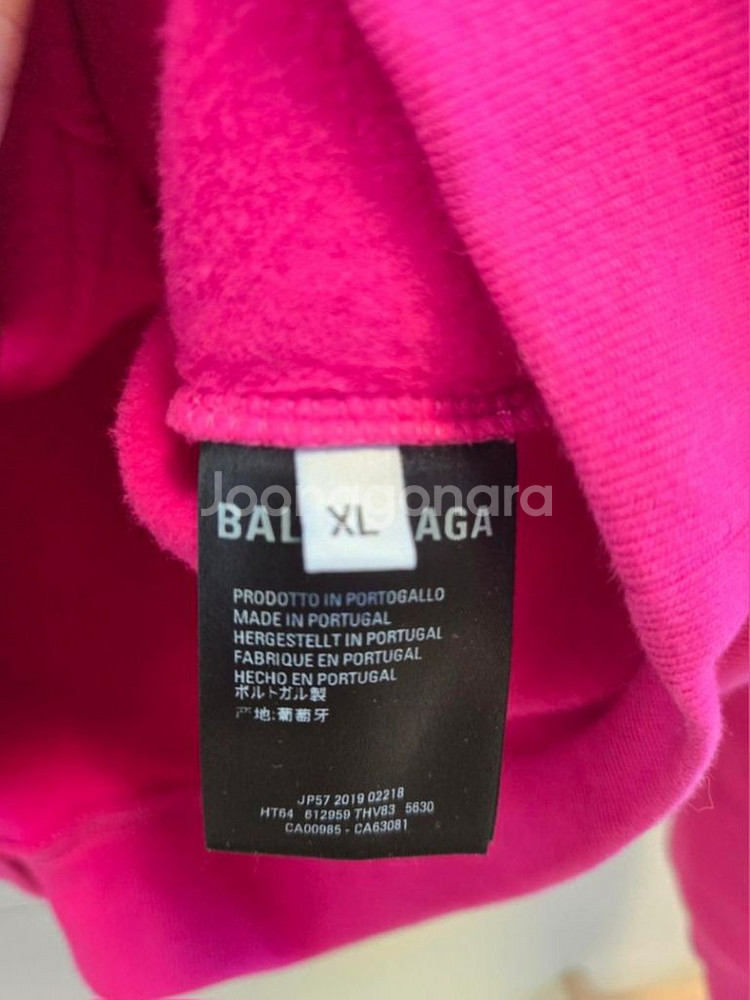 Joonggonara
BAL AGA
XL
PRODOTTO IN PORTOGALLO
MADE IN PORTUGAL
HERGESTELLT IN PORTUGAL
FABRIQUE EN PORTUGAL
HECHO EN PORTUGAL
ポルトガル製
产地:葡萄牙
JP57 2019 02218
HT64 612959 THV83 5630
CA00985 - CA63081